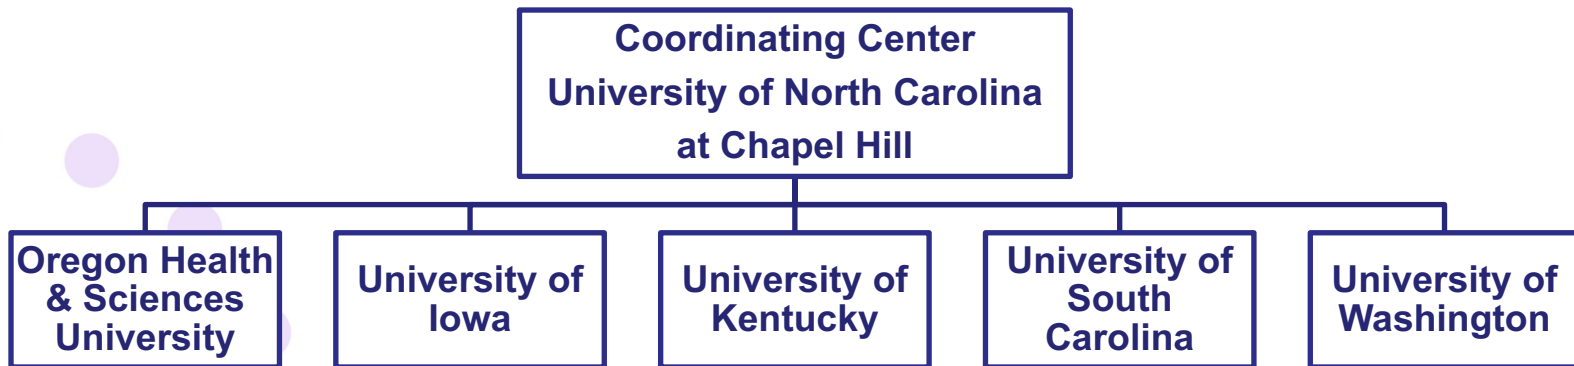 Coordinating Center
University of North Carolina
at Chapel Hill
Oregon Health
& Sciences
University
University of
Iowa
University of
Kentucky
University of
South
Carolina
University of
Washington